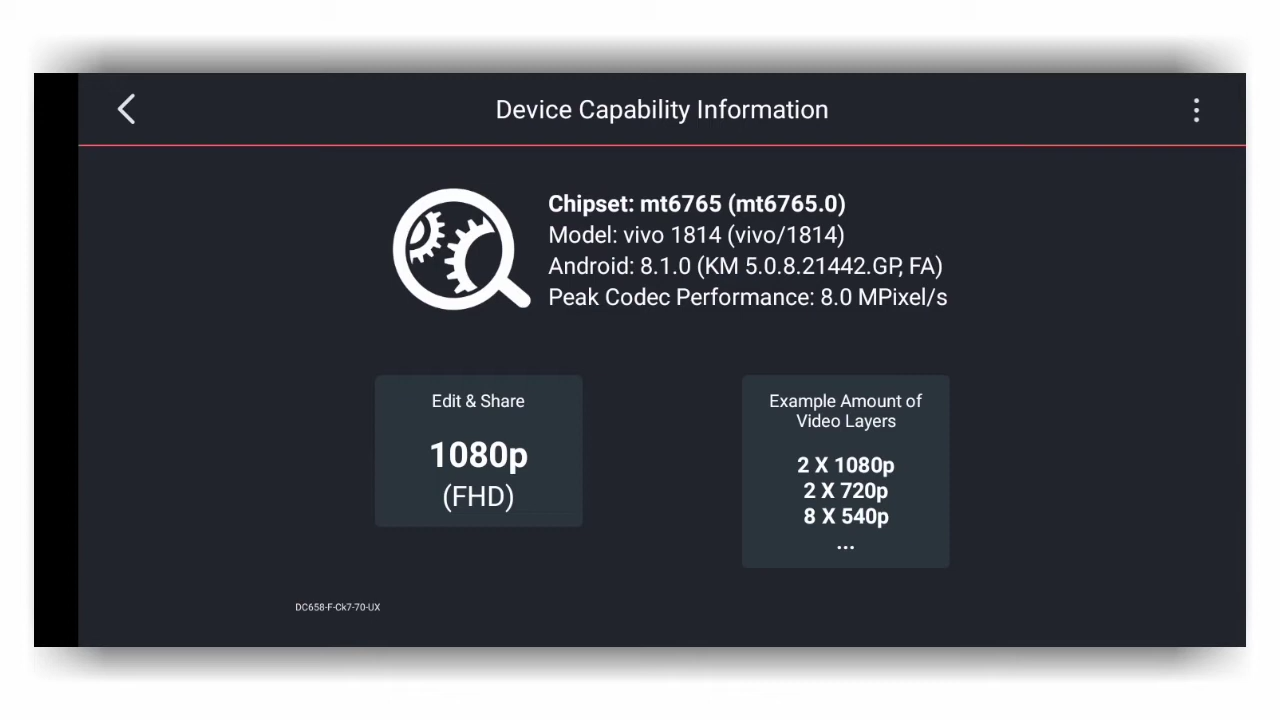 Device Capability Information
Chipset: mt6765 (mt6765.0)
Model: vivo 1814 (vivo/1814)
Android: 8.1.0 (KM 5.0.8.21442.GP, FA)
Peak Codec Performance: 8.0 MPixel/s
Edit & Share
1080p
(FHD)
Example Amount of
Video Layers
2 X 1080p
2 X 720p
8 X 540p
...
DC658-F-Ck7-70-UX